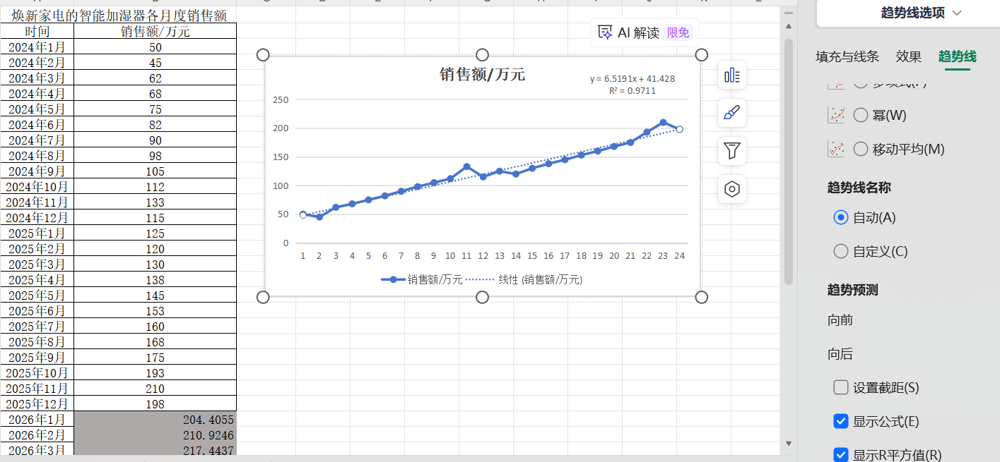 焕新家电的智能加湿器各月度销售额
时间 销售额/万元
2024年1月 50
2024年2月 45
2024年3月 62
2024年4月 68
2024年5月 75
2024年6月 82
2024年7月 90
2024年8月 98
2024年9月 105
2024年10月 112
2024年11月 133
2024年12月 115
2025年1月 125
2025年2月 120
2025年3月 130
2025年4月 138
2025年5月 145
2025年6月 153
2025年7月 160
2025年8月 168
2025年9月 175
2025年10月 193
2025年11月 210
2025年12月 198
2026年1月 204.4055
2026年2月 210.9246
2026年3月 217.4437
AI 解读 限免
销售额/万元
y = 6.5191x + 41.428
R² = 0.9711
250
200
150
100
50
0
1 2 3 4 5 6 7 8 9 10 11 12 13 14 15 16 17 18 19 20 21 22 23 24
销售额/万元 线性 (销售额/万元)
趋势线选项
填充与线条 效果 趋势线
多项式(P)
幂(W)
移动平均(M)
趋势线名称
自动(A)
自定义(C)
趋势预测
向前
向后
设置截距(S)
显示公式(E)
显示R平方值(R)